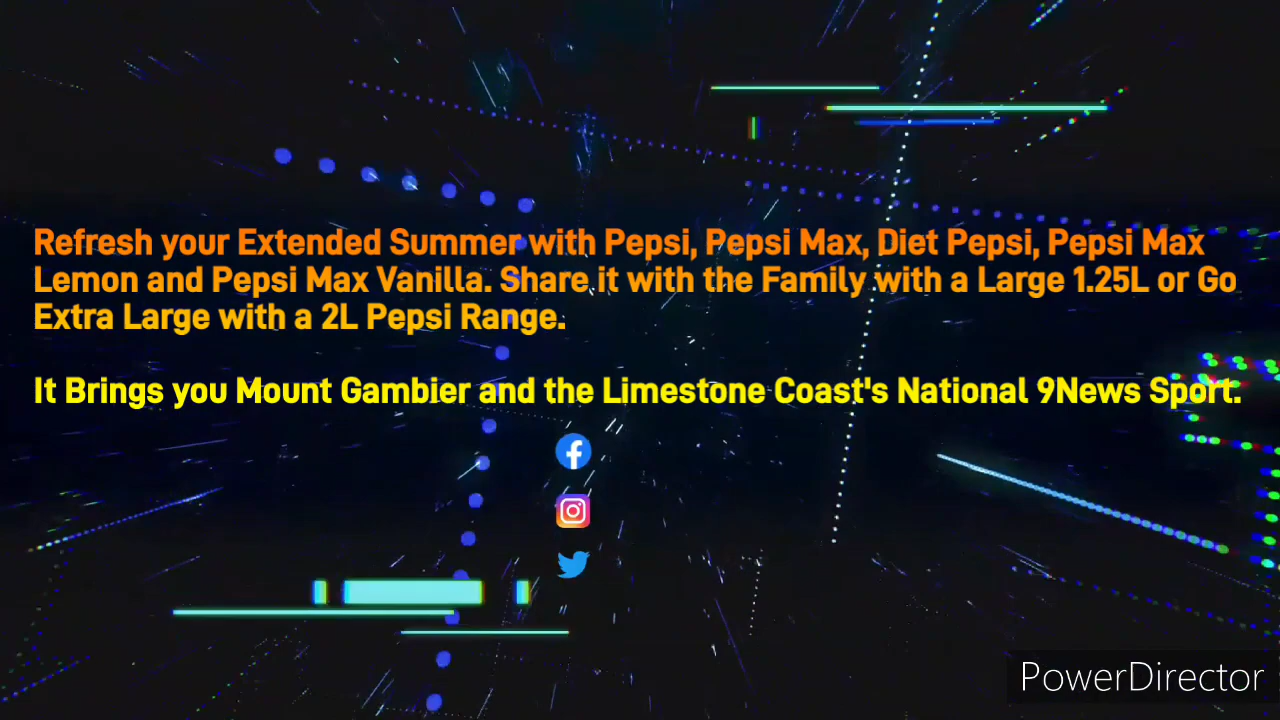 Refresh your Extended Summer with Pepsi, Pepsi Max, Diet Pepsi, Pepsi Max
Lemon and Pepsi Max Vanilla. Share it with the Family with a Large 1.25L or Go
Extra Large with a 2L Pepsi Range.
It Brings you Mount Gambier and the Limestone Coast's National 9News Sport.
PowerDirector